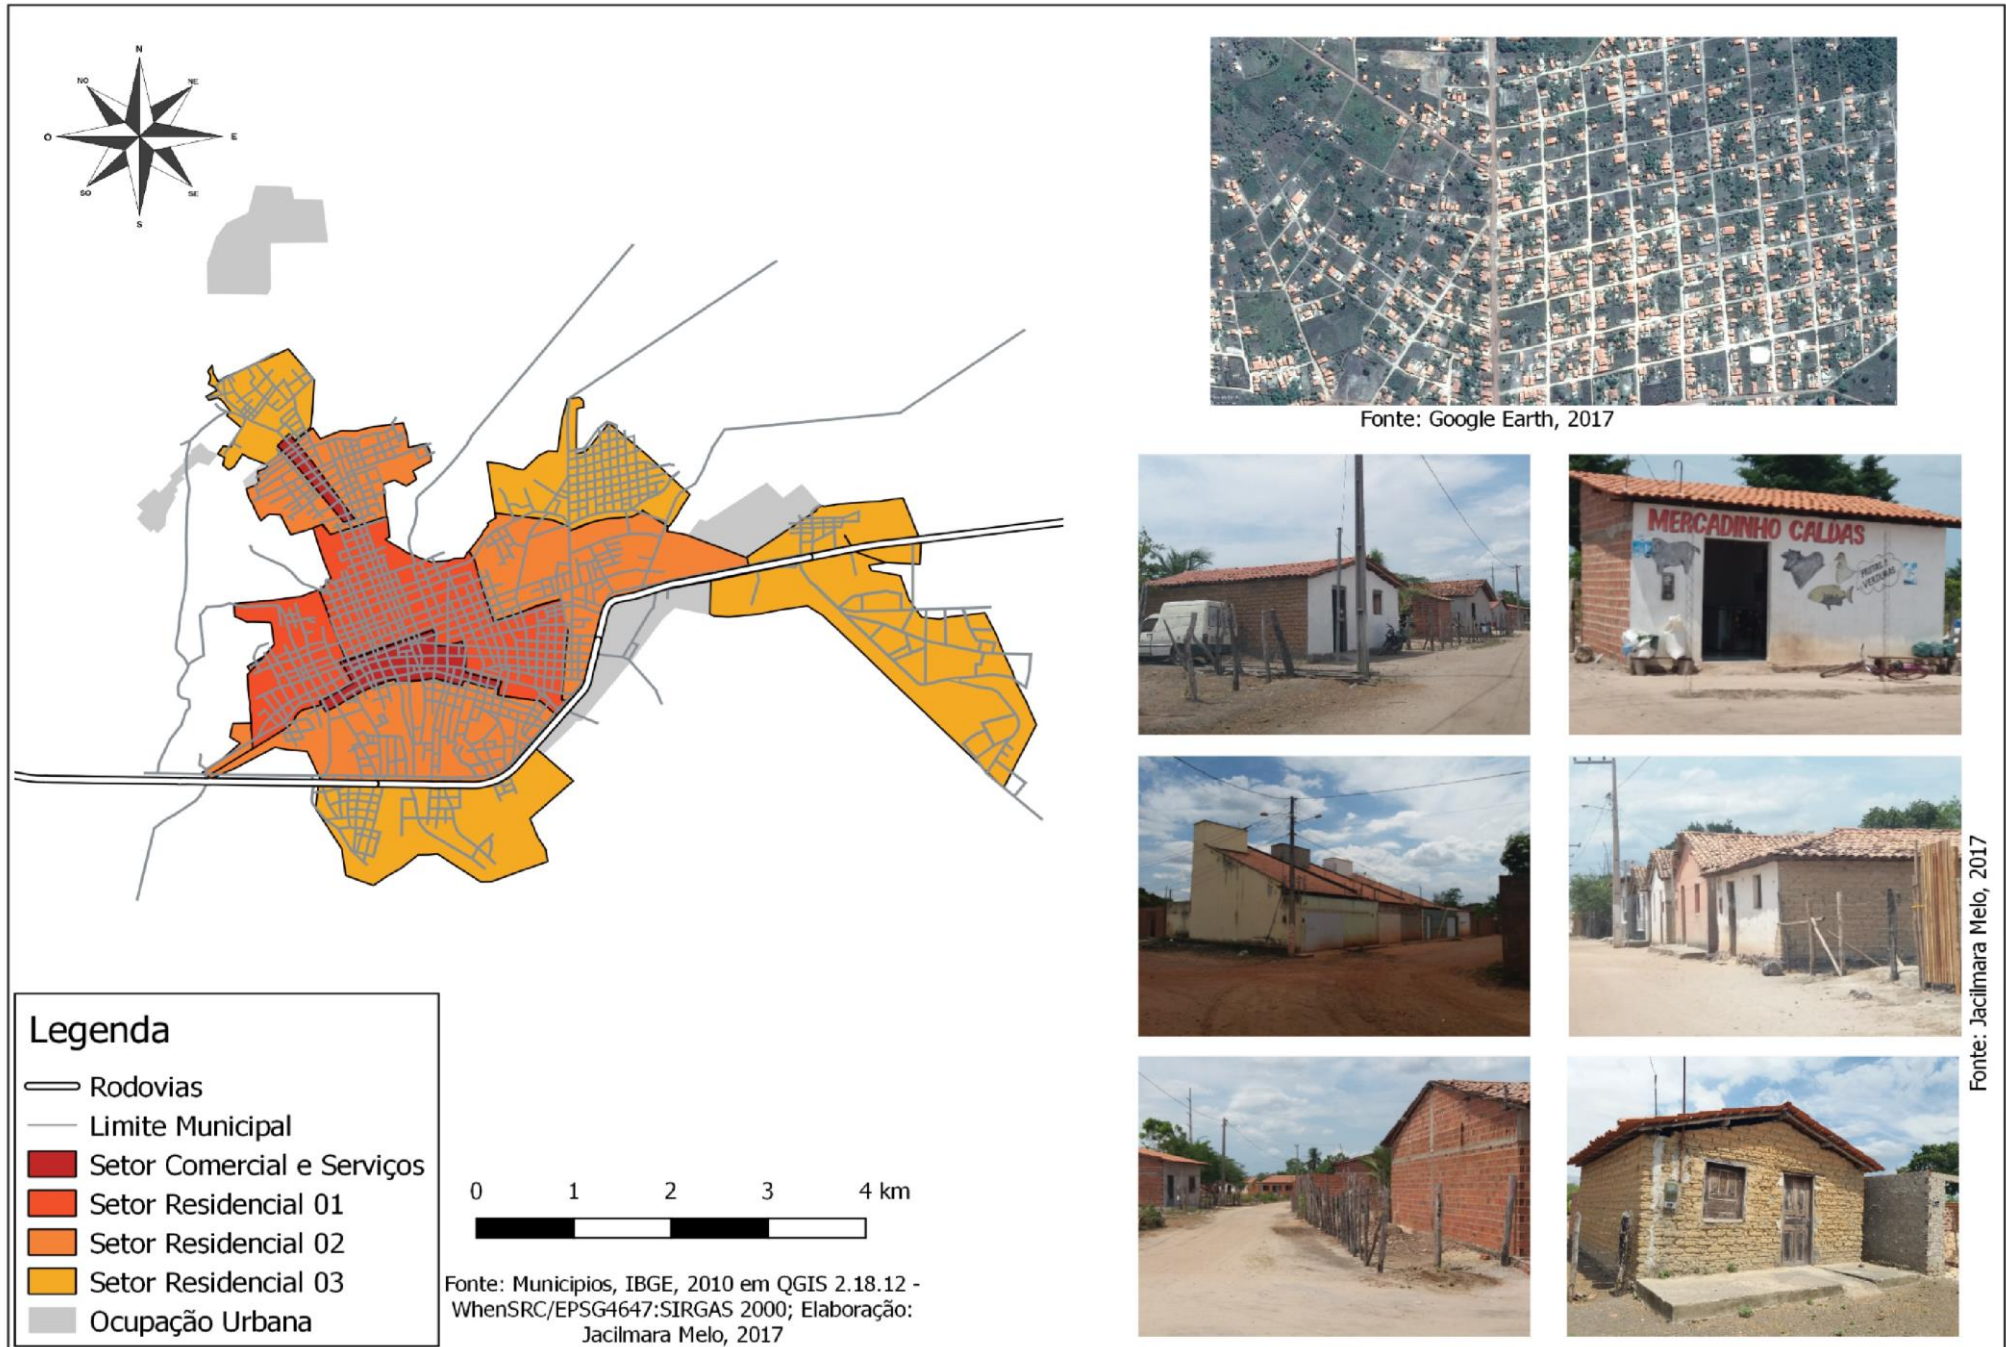 N
NO
NE
O
E
SO
SE
S
Fonte: Google Earth, 2017
MERCADINHO CALDAS
FRUTAS E
VERDURAS
Fonte: Jacilmara Melo, 2017
Legenda
Rodovias
Limite Municipal
Setor Comercial e Serviços
Setor Residencial 01
Setor Residencial 02
Setor Residencial 03
Ocupação Urbana
0 1 2 3 4 km
Fonte: Municipios, IBGE, 2010 em QGIS 2.18.12 -
WhenSRC/EPSG4647:SIRGAS 2000; Elaboração:
Jacilmara Melo, 2017